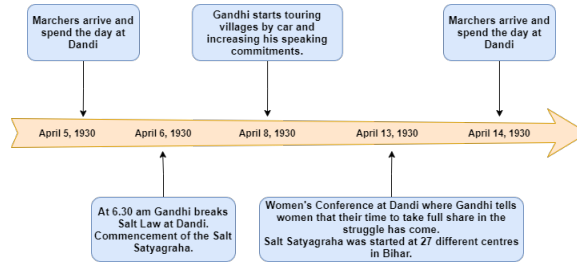 Marchers arrive and
spend the day at
Dandi
Gandhi starts touring
villages by car and
increasing his speaking
commitments.
Marchers arrive and
spend the day at
Dandi
April 5, 1930
April 6, 1930
April 8, 1930
April 13, 1930
April 14, 1930
At 6.30 am Gandhi breaks
Salt Law at Dandi.
Commencement of the Salt
Satyagraha.
Women's Conference at Dandi where Gandhi tells
women that their time to take full share in the
struggle has come.
Salt Satyagraha was started at 27 different centres
in Bihar.